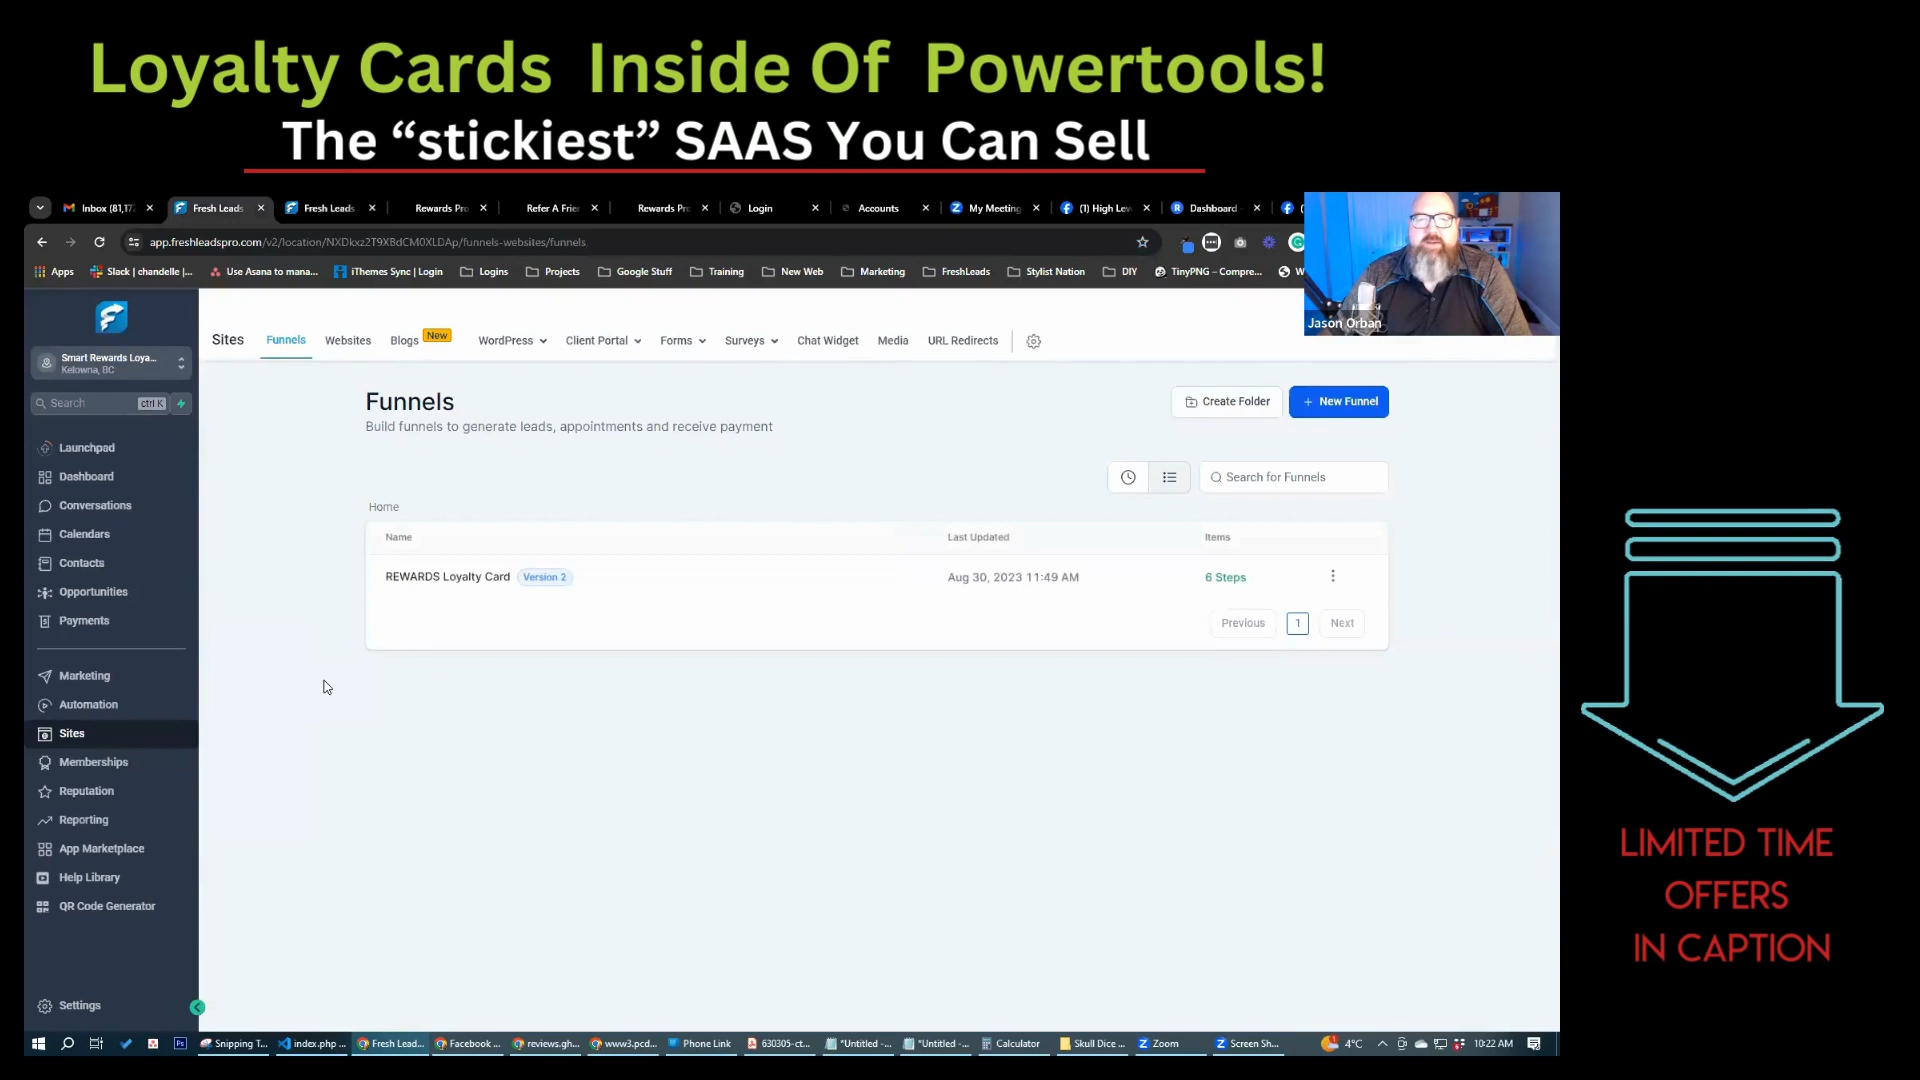 Loyalty Cards Inside Of Powertools!
The “stickiest” SAAS You Can Sell
Inbox (81,17
Fresh Leads
Fresh Leads
Rewards Pro
Refer A Frie
Rewards Pro
Login
Accounts
My Meeting
(1) High Lev
Dashboard -
app.freshleadspro.com/v2/location/NXDkxz2T9XBdCM0XLDAp/funnels-websites/funnels
Apps
Slack | chandelle |...
Use Asana to mana...
iThemes Sync | Login
Logins
Projects
Google Stuff
Training
New Web
Marketing
FreshLeads
Stylist Nation
DIY
TinyPNG – Compre...
Jason Orban
Smart Rewards Loya...
Kelowna, BC
Search
ctrl K
Launchpad
Dashboard
Conversations
Calendars
Contacts
Opportunities
Payments
Marketing
Automation
Sites
Memberships
Reputation
Reporting
App Marketplace
Help Library
QR Code Generator
Settings
Sites
Funnels
Websites
Blogs
New
WordPress
Client Portal
Forms
Surveys
Chat Widget
Media
URL Redirects
Funnels
Build funnels to generate leads, appointments and receive payment
Create Folder
+ New Funnel
Search for Funnels
Home
Name
Last Updated
Items
REWARDS Loyalty Card
Version 2
Aug 30, 2023 11:49 AM
6 Steps
Previous
1
Next
LIMITED TIME
OFFERS
IN CAPTION
Snipping T...
index.php ...
Fresh Lead...
Facebook ...
reviews.gh...
www3.pcd...
Phone Link
630305-ct...
*Untitled -...
*Untitled -...
Calculator
Skull Dice ...
Zoom
Screen Sh...
4°C
10:22 AM